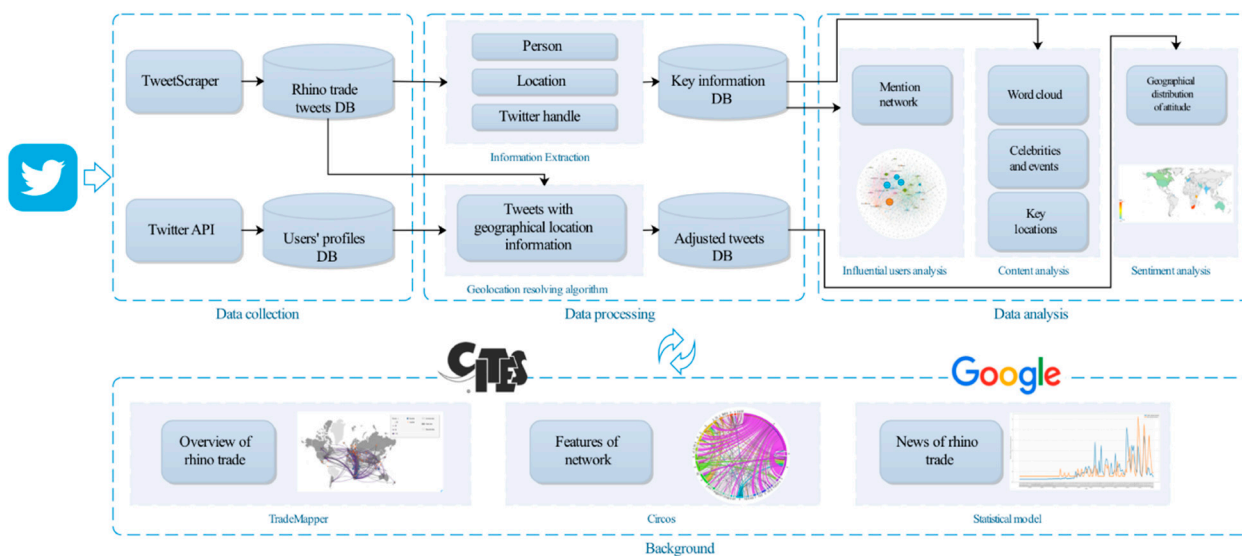 TweetScraper
Rhino trade
tweets DB
Twitter API
Users' profiles
DB
Data collection
Person
Location
Twitter handle
Information Extraction
Key information
DB
Tweets with
geographical location
information
Geolocation resolving algorithm
Adjusted tweets
DB
Data processing
Mention
network
Influential users analysis
Word cloud
Celebrities
and events
Key
locations
Content analysis
Geographical
distribution
of attitude
Sentiment analysis
Data analysis
CITES
Google
Overview of
rhino trade
TradeMapper
Features of
network
Circos
News of rhino
trade
Statistical model
Background